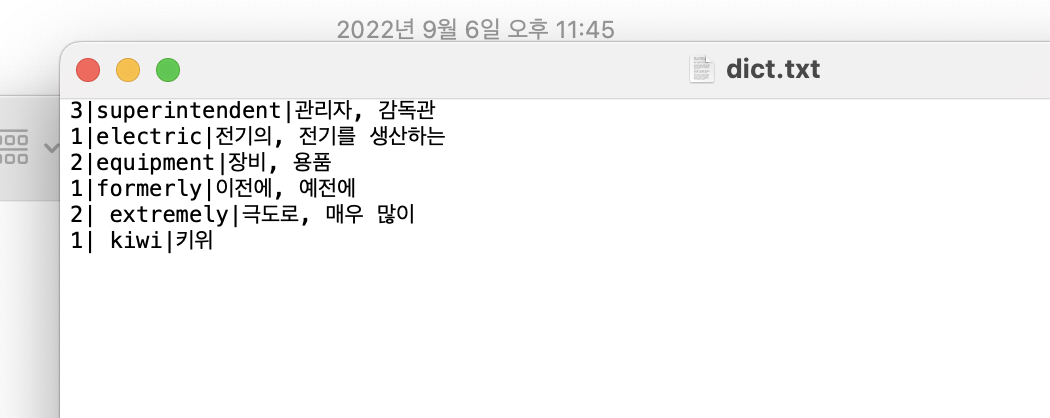 2022년 9월 6일 오후 11:45
dict.txt
3|superintendent|관리자, 감독관
1|electric|전기의, 전기를 생산하는
2|equipment|장비, 용품
1|formerly|이전에, 예전에
2| extremely|극도로, 매우 많이
1| kiwi|키위